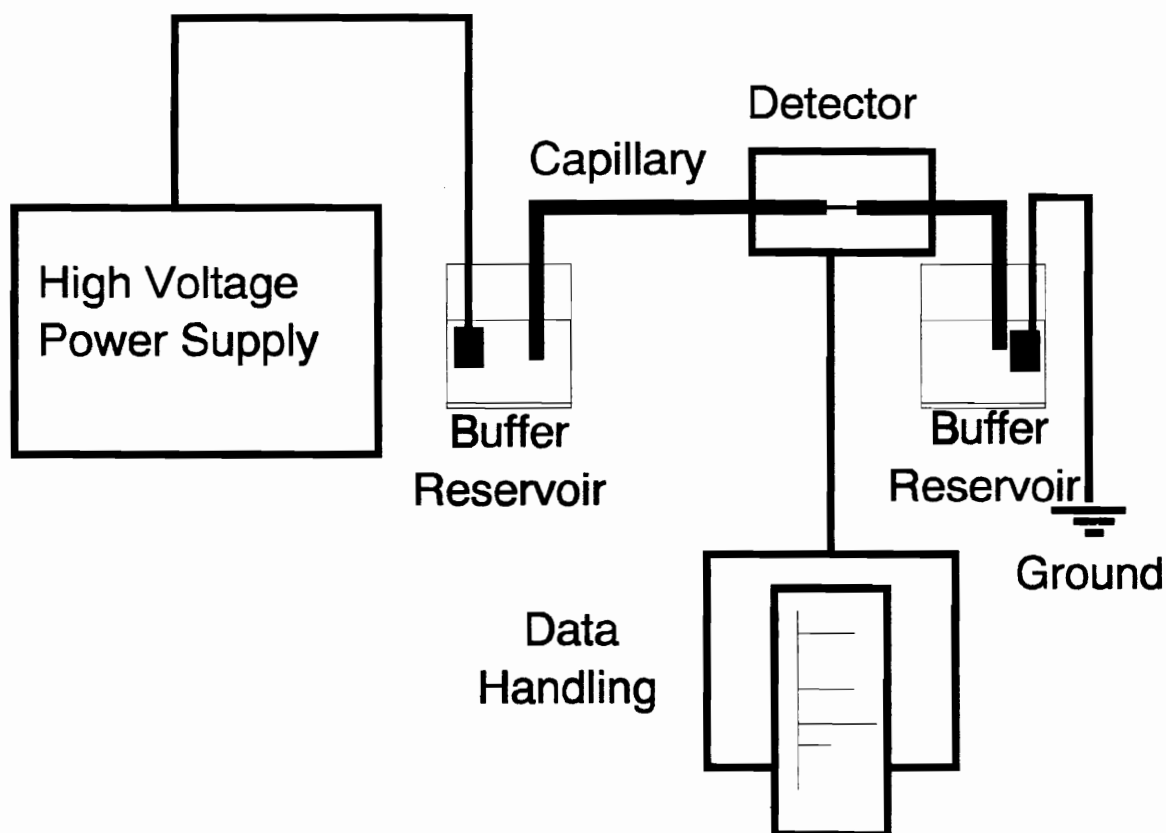 Detector
Capillary
High Voltage
Power Supply
Buffer
Reservoir
Buffer
Reservoir
Ground
Data
Handling